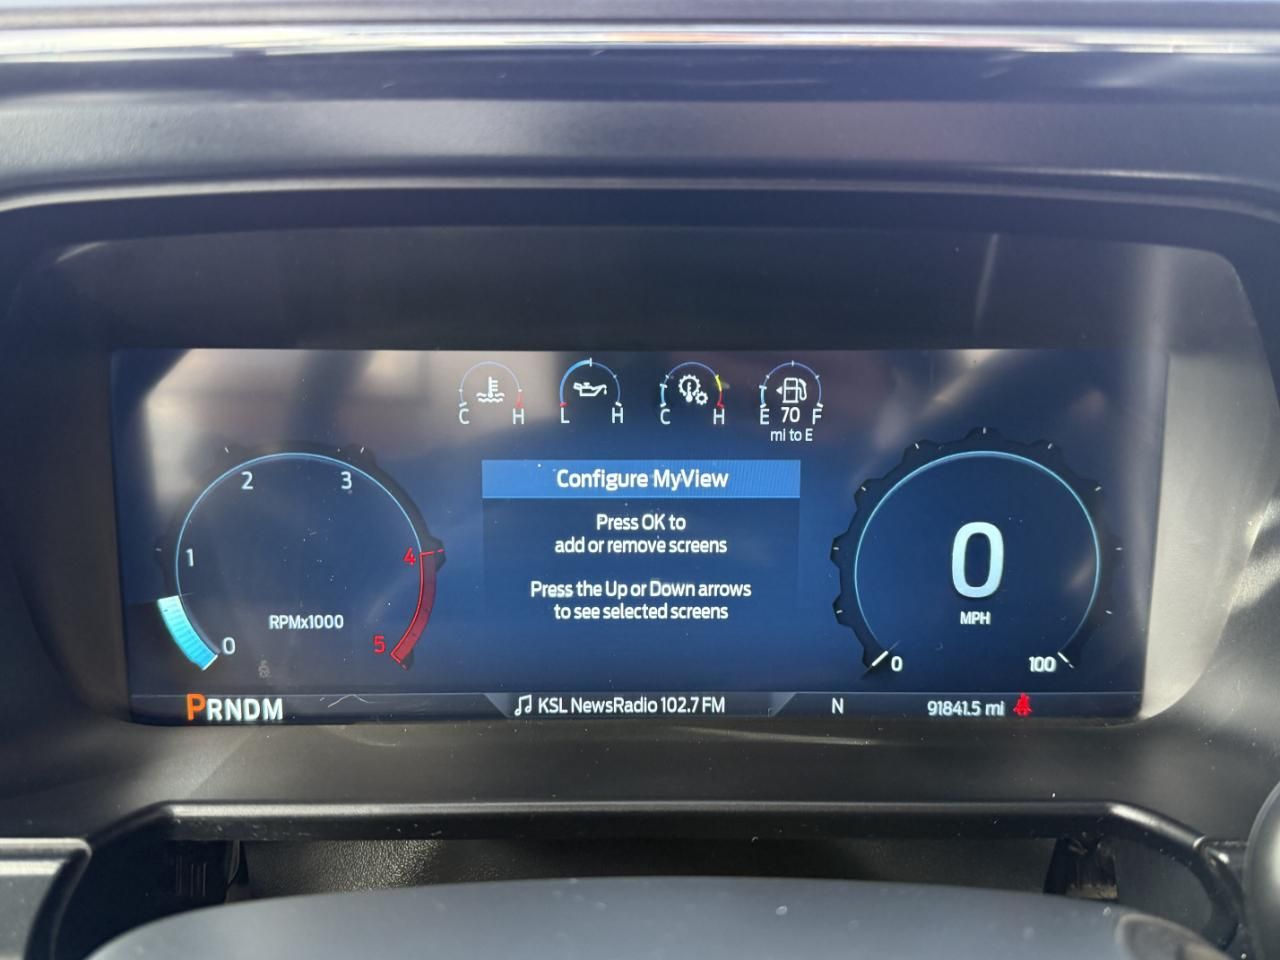 C H
L H
C H
E 70 F
mi to E
Configure MyView
Press OK to
add or remove screens
Press the Up or Down arrows
to see selected screens
0
1
2
3
4
5
RPMx1000
0
MPH
0
100
PRNDM
KSL NewsRadio 102.7 FM
N
91841.5 mi